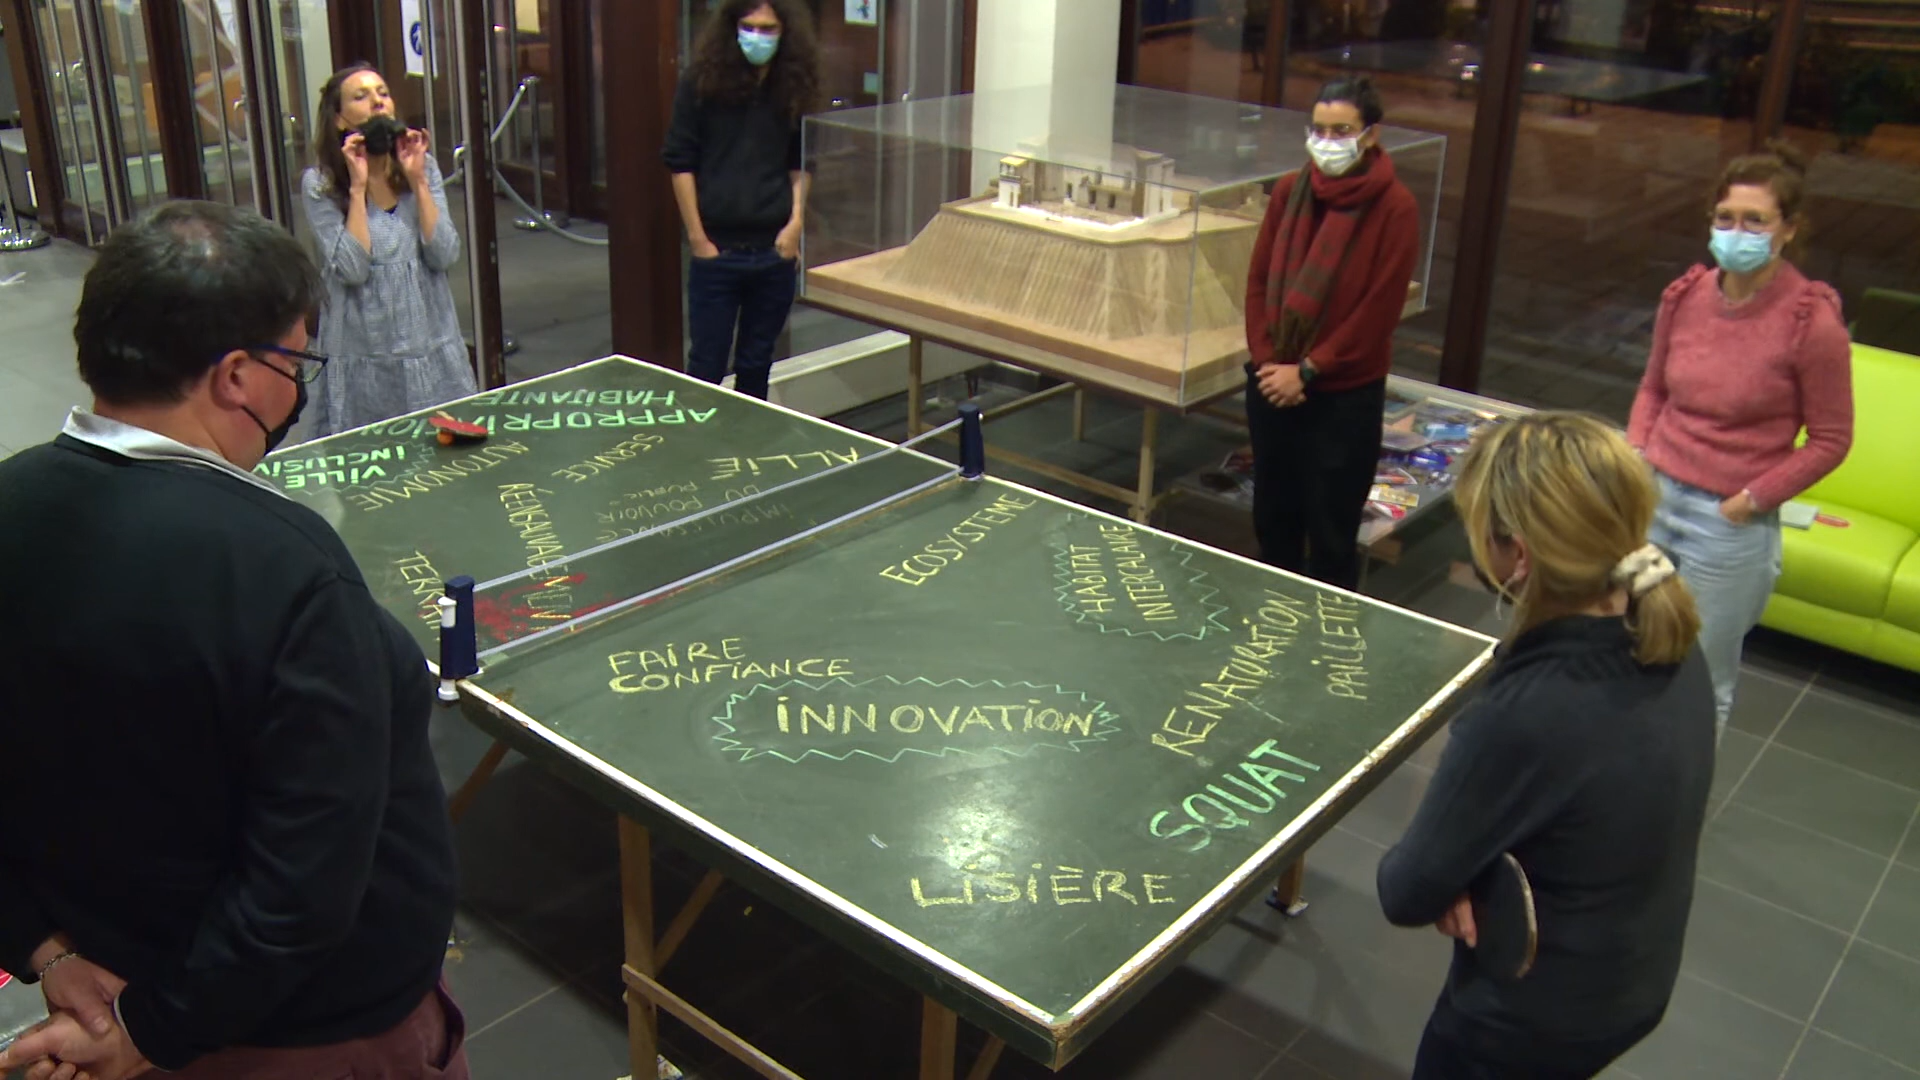 APPROPRIATION
HABITANTE
VILLE
INCLUSIVE
AUTONOMIE
SERVICE
ALLIÉ
IMPUISSANCE
DU
POUVOIR
PUBLIC
RÉENSAUVAGEMENT
ECOSYSTEME
HABITAT
INTERCALAIRE
FAIRE
CONFIANCE
INNOVATION
RENATURATION
PAILLETTE
SQUAT
LISIÈRE